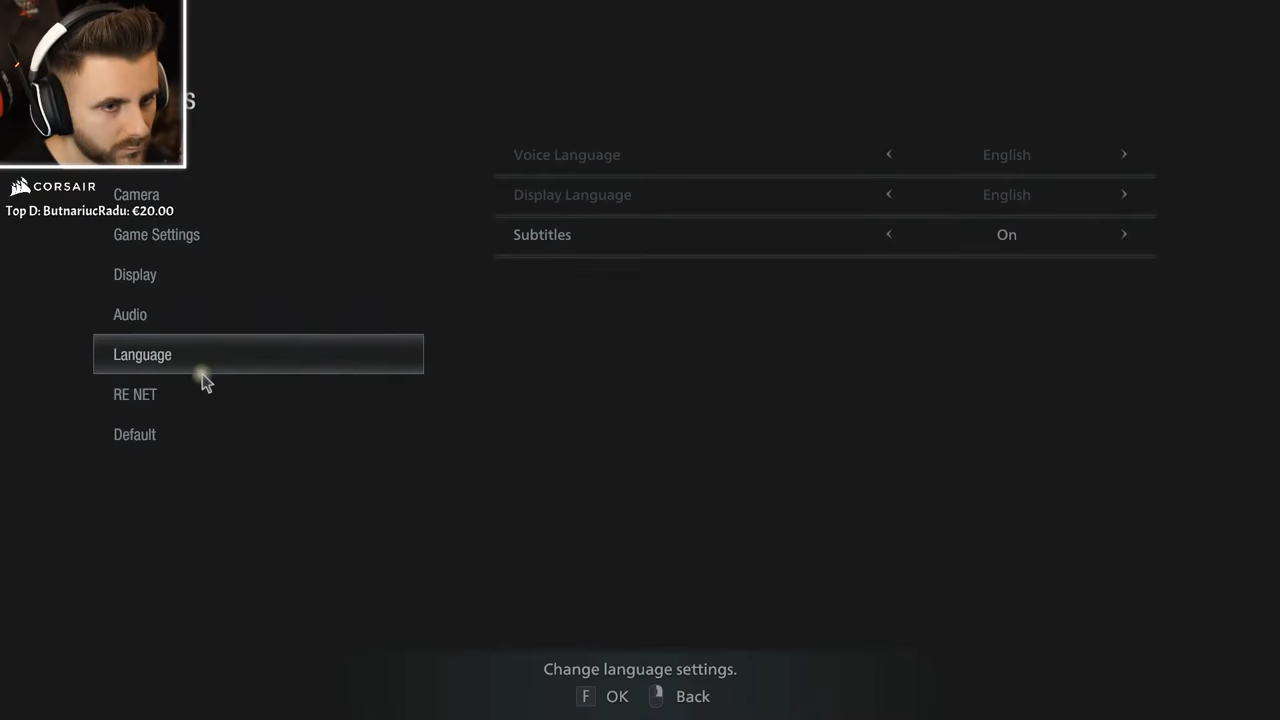 S
CORSAIR
Top D: ButnariucRadu: €20.00
Camera
Game Settings
Display
Audio
Language
RE NET
Default
Voice Language < English >
Display Language < English >
Subtitles < On >
Change language settings.
F OK Back